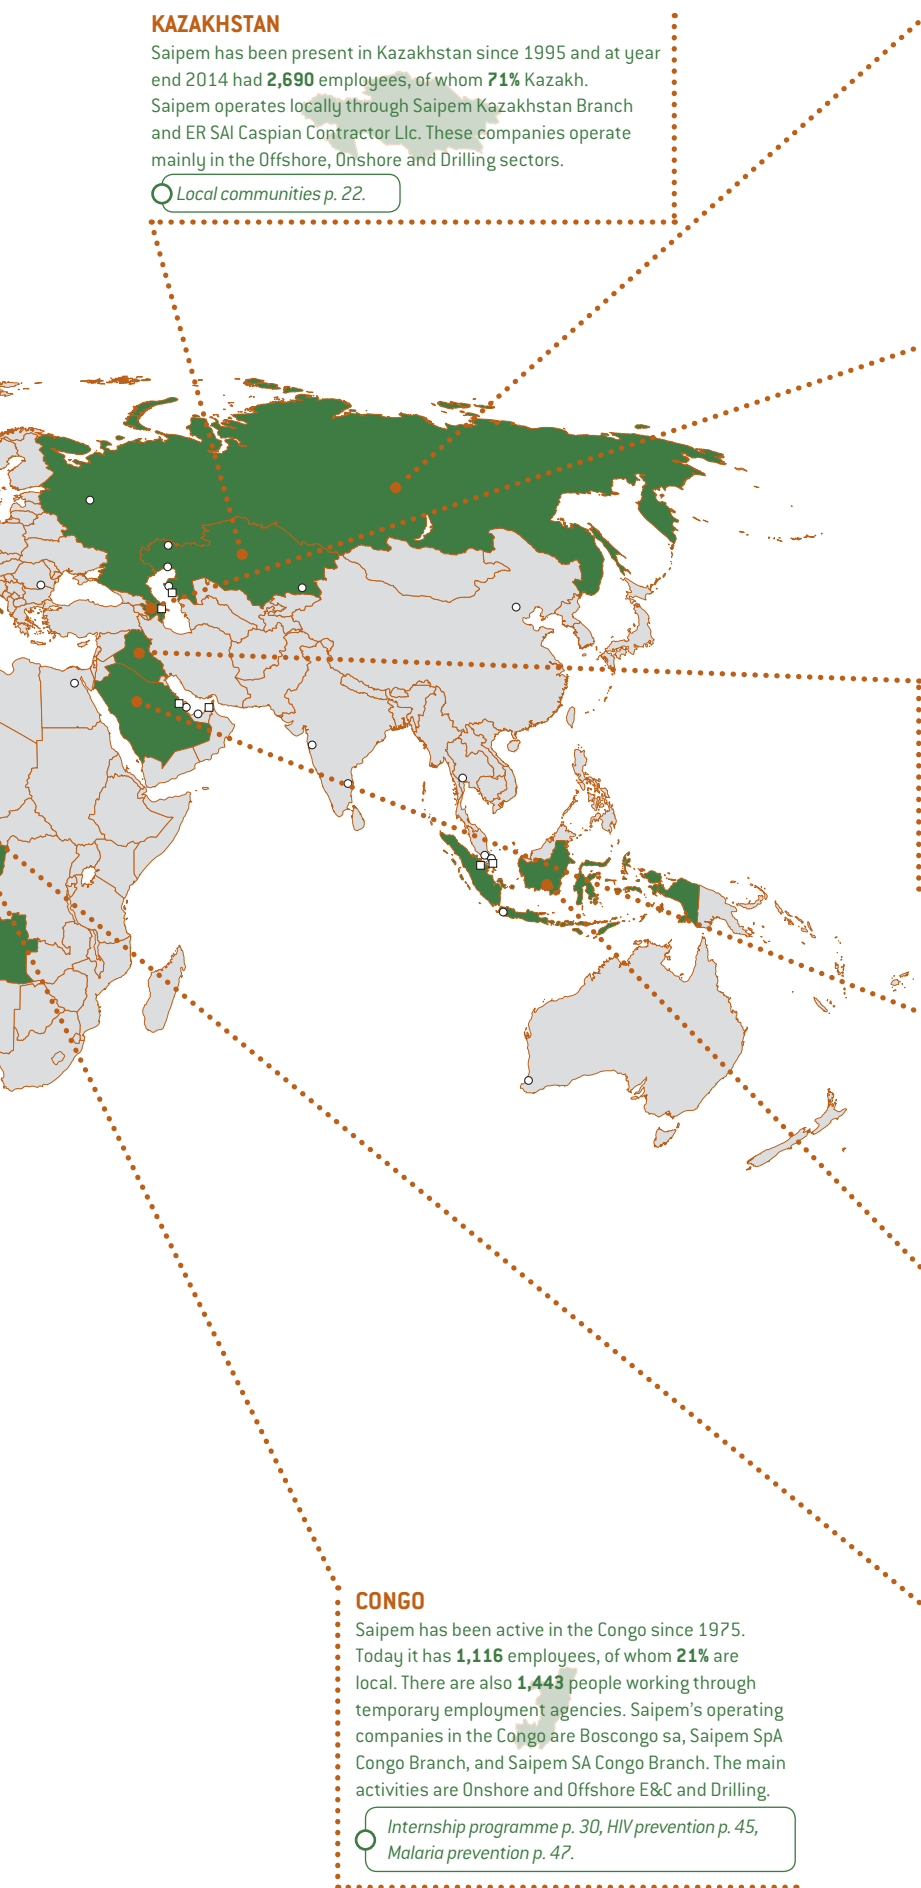 KAZAKHSTAN
Saipem has been present in Kazakhstan since 1995 and at year
end 2014 had 2,690 employees, of whom 71% Kazakh.
Saipem operates locally through Saipem Kazakhstan Branch
and ER SAI Caspian Contractor Llc. These companies operate
mainly in the Offshore, Onshore and Drilling sectors.
Local communities p. 22.
CONGO
Saipem has been active in the Congo since 1975.
Today it has 1,116 employees, of whom 21% are
local. There are also 1,443 people working through
temporary employment agencies. Saipem's operating
companies in the Congo are Boscongo sa, Saipem SpA
Congo Branch, and Saipem SA Congo Branch. The main
activities are Onshore and Offshore E&C and Drilling.
Internship programme p. 30, HIV prevention p. 45,
Malaria prevention p. 47.